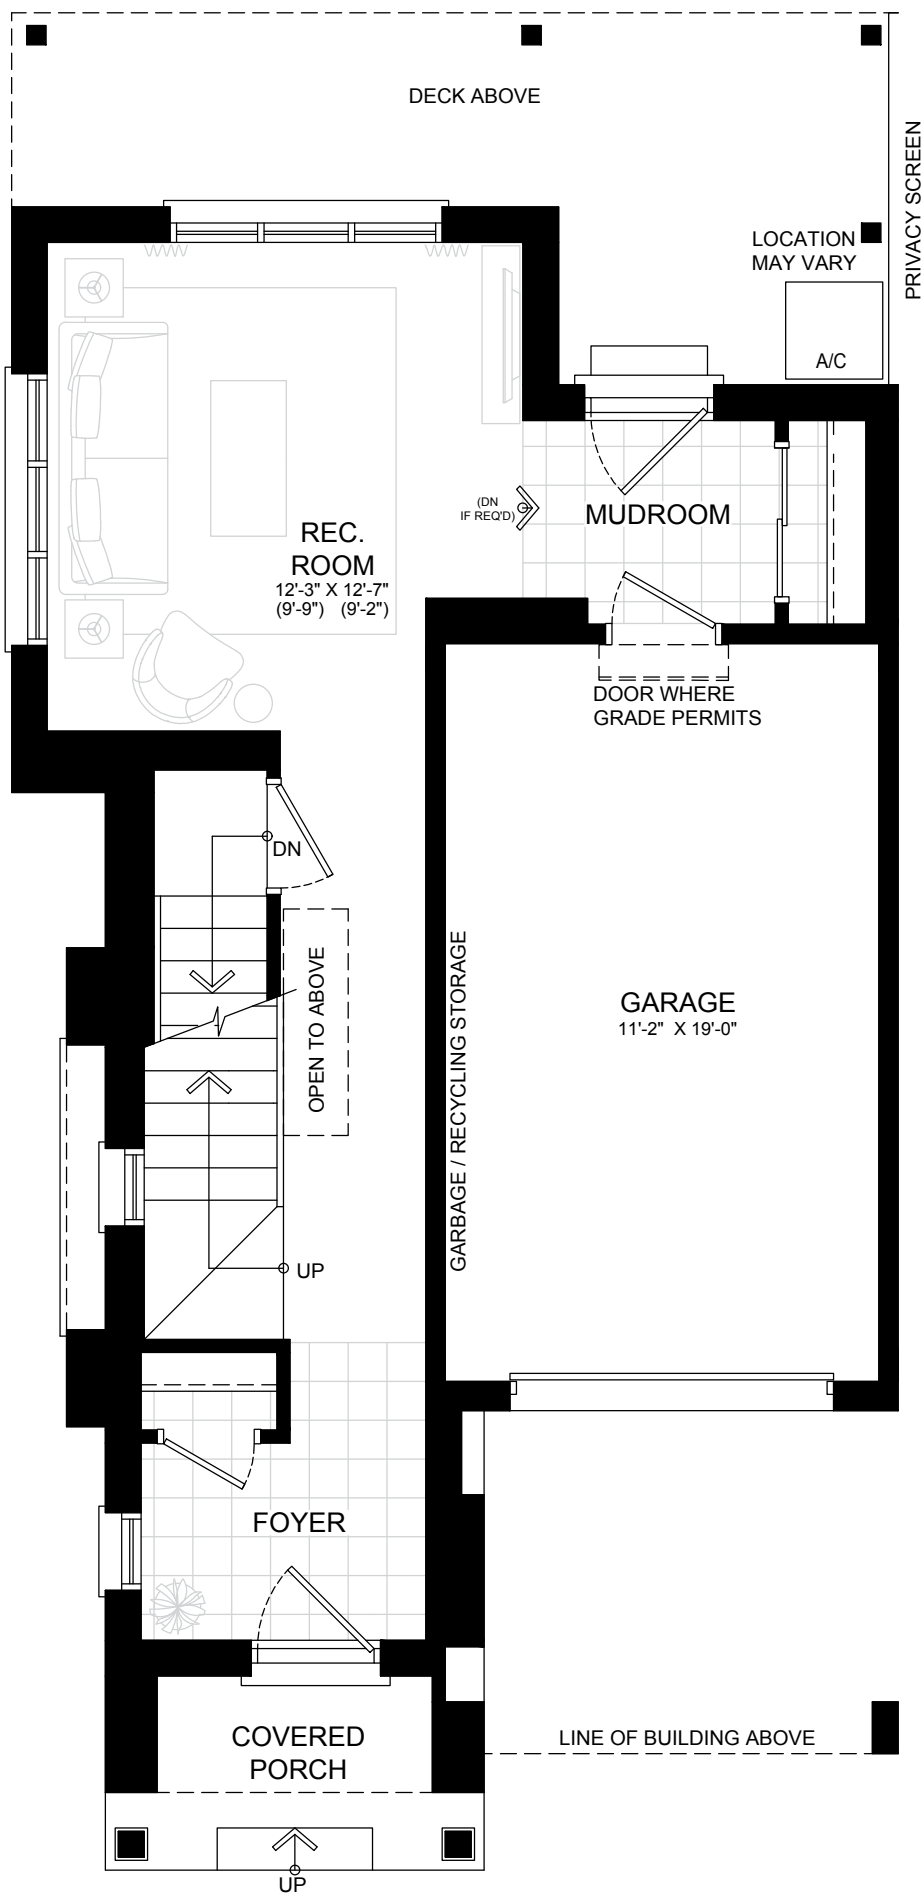 DECK ABOVE
PRIVACY SCREEN
LOCATION
MAY VARY
A/C
(DN
IF REQ'D)
MUDROOM
REC.
ROOM
12'-3" X 12'-7"
(9'-9") (9'-2")
DOOR WHERE
GRADE PERMITS
DN
OPEN TO ABOVE
GARBAGE / RECYCLING STORAGE
GARAGE
11'-2" X 19'-0"
UP
FOYER
COVERED
PORCH
LINE OF BUILDING ABOVE
UP